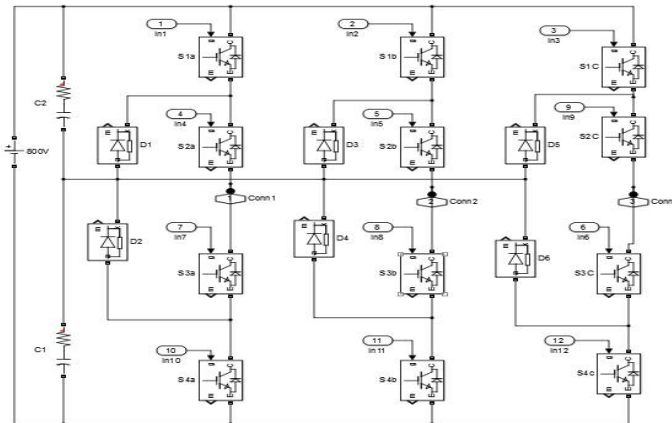 1
In1
2
In2
3
In3
S1a
S1b
S1C
C2
4
In4
5
In5
9
In9
D1
S2a
D3
S2b
D5
S2C
+
800V
1
Conn1
2
Conn2
3
Conn
7
In7
8
In8
6
In6
D2
D4
D6
S3a
S3b
S3C
C1
10
In10
11
In11
12
In12
S4a
S4b
S4c